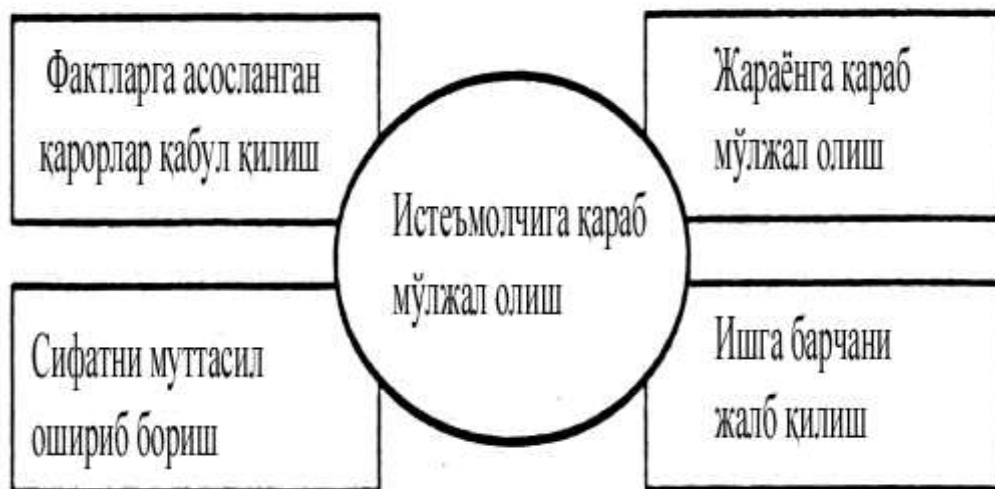 Фактларга асосланган
қарорлар қабул қилиш
Жараёнга қараб
мўлжал олиш
Истеъмолчига қараб
мўлжал олиш
Сифатни муттасил
ошириб бориш
Ишга барчани
жалб қилиш